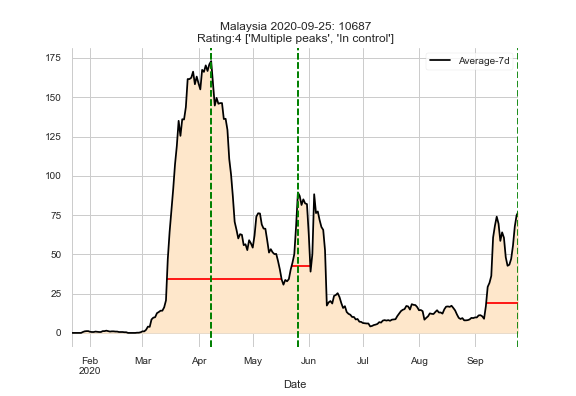 Malaysia 2020-09-25: 10687
Rating:4 ['Multiple peaks', 'In control']
Average-7d
175
150
125
100
75
50
25
0
Feb Mar Apr May Jun Jul Aug Sep
2020
Date